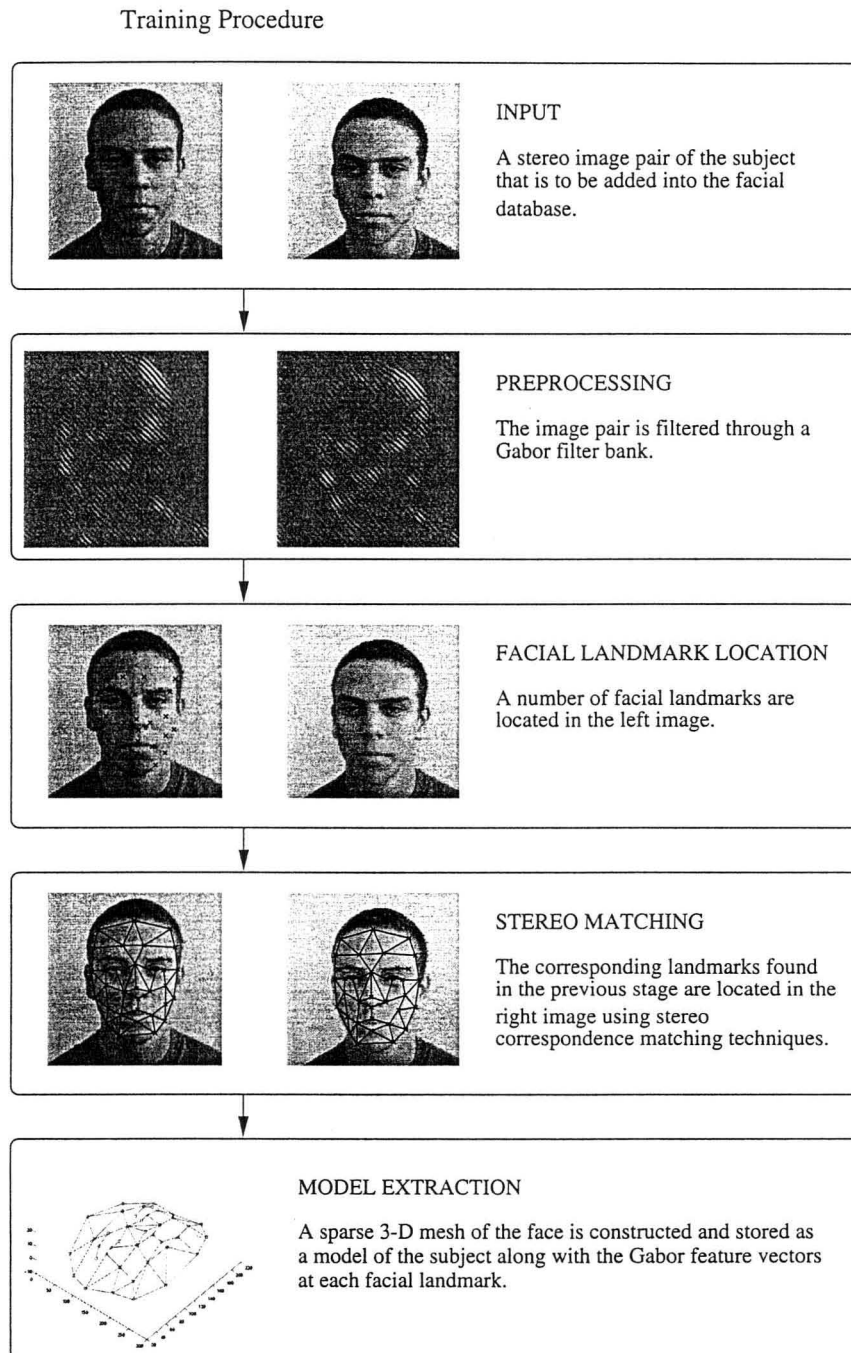 Training Procedure
INPUT
A stereo image pair of the subject
that is to be added into the facial
database.
PREPROCESSING
The image pair is filtered through a
Gabor filter bank.
FACIAL LANDMARK LOCATION
A number of facial landmarks are
located in the left image.
STEREO MATCHING
The corresponding landmarks found
in the previous stage are located in the
right image using stereo
correspondence matching techniques.
MODEL EXTRACTION
A sparse 3-D mesh of the face is constructed and stored as
a model of the subject along with the Gabor feature vectors
at each facial landmark.